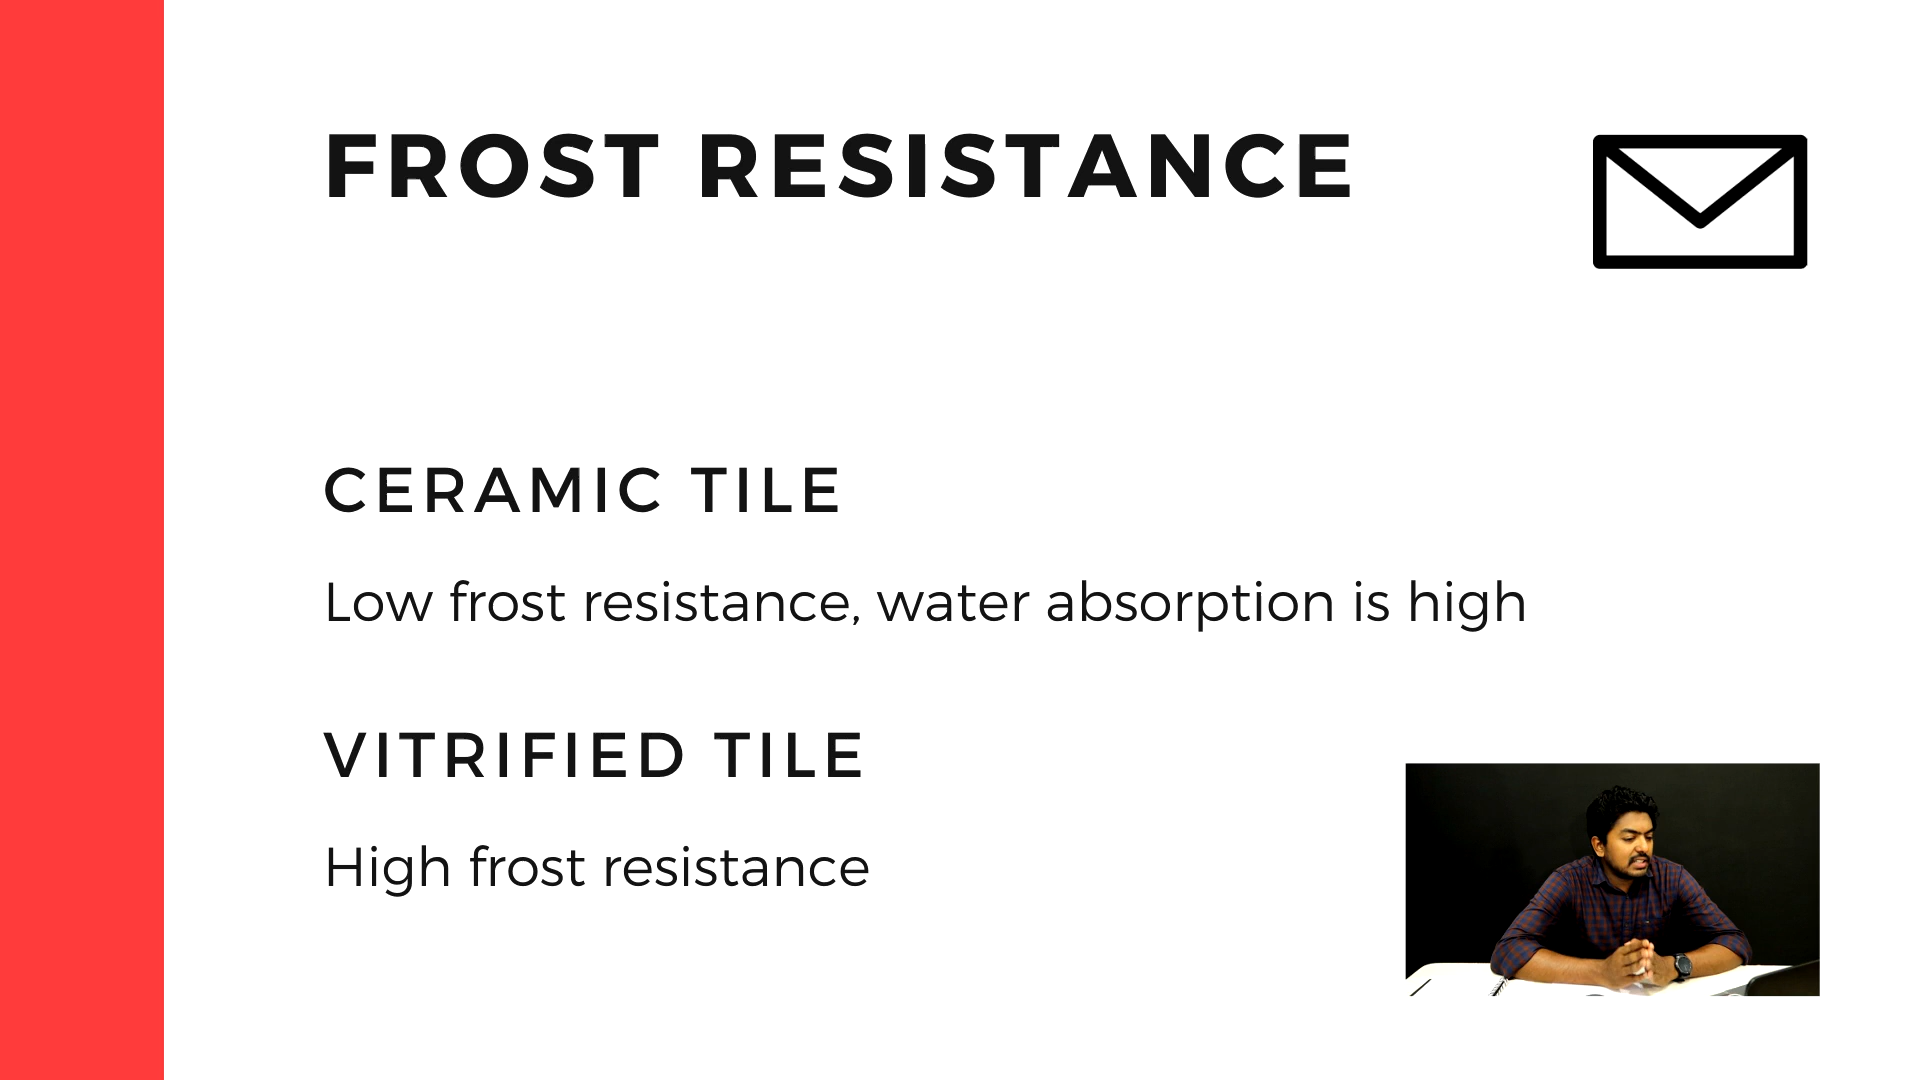 FROST RESISTANCE
CERAMIC TILE
Low frost resistance, water absorption is high
VITRIFIED TILE
High frost resistance